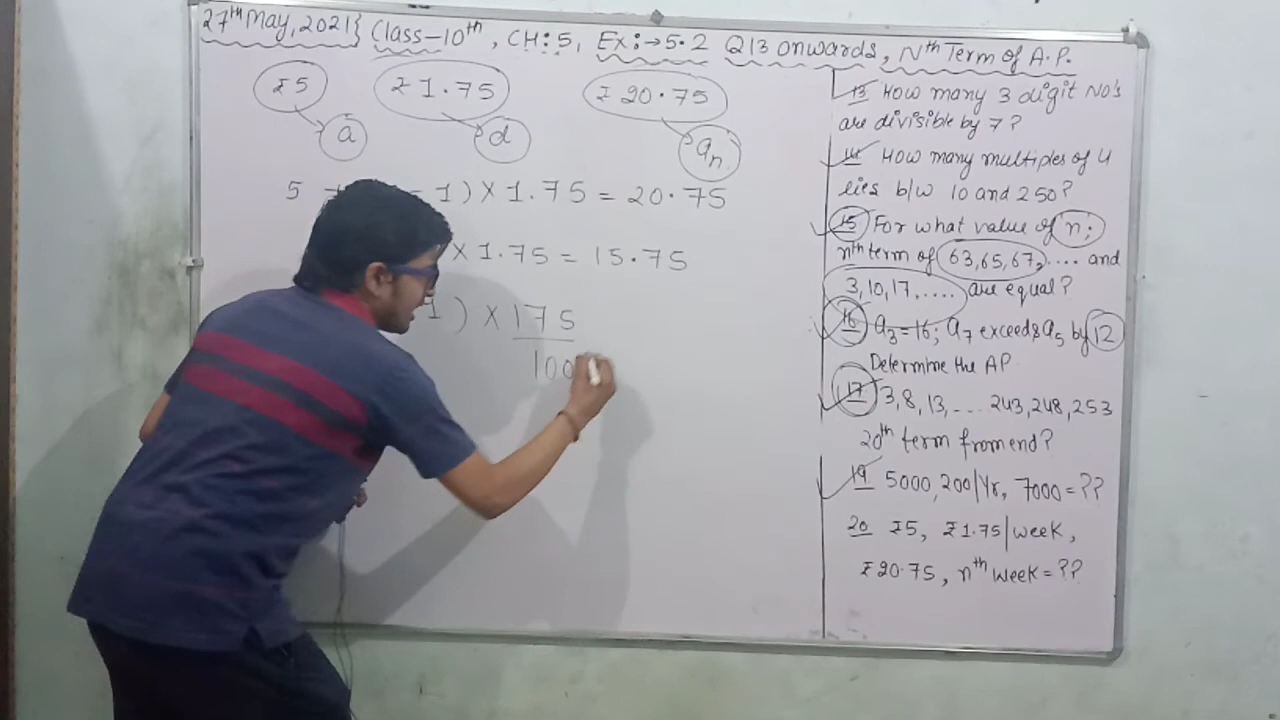 27th May, 2021} Class-10th, CH: 5, Ex:→5.2 Q13 onwards, Nth Term of A.P.
₹5 ₹1.75 ₹20.75
a d an
5 -1) × 1.75 = 20.75
× 1.75 = 15.75
1) × 175
100
13 How many 3 digit No's
are divisible by 7?
14 How many multiples of 4
lies b/w 10 and 250?
15 For what value of n;
nth term of 63,65,67, .... and
3,10,17, .... are equal?
16 a3=16; a7 exceeds a5 by 12
Determine the AP
17 3,8,13, ... 243,248,253
20th term from end?
19 5000, 200/Yr, 7000=??
20 ₹5, ₹1.75/week,
₹20.75, nth week=??